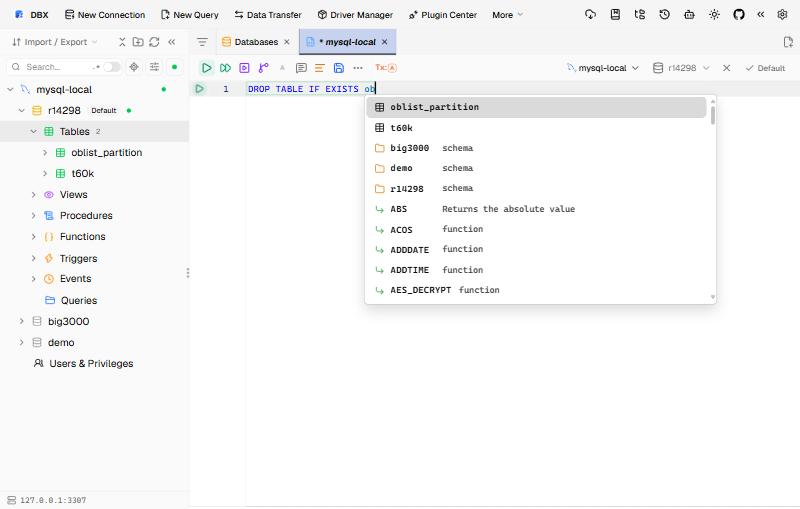 DBX New Connection New Query Data Transfer Driver Manager Plugin Center More
Import / Export
Databases
* mysql-local
Search...
.*
A
Tx: A
mysql-local
r14298
Default
mysql-local
1 DROP TABLE IF EXISTS ob
r14298 Default
Tables 2
oblist_partition
t60k
Views
Procedures
Functions
Triggers
Events
Queries
big3000
demo
Users & Privileges
oblist_partition
t60k
big3000 schema
demo schema
r14298 schema
ABS Returns the absolute value
ACOS function
ADDDATE function
ADDTIME function
AES_DECRYPT function
127.0.0.1:3307